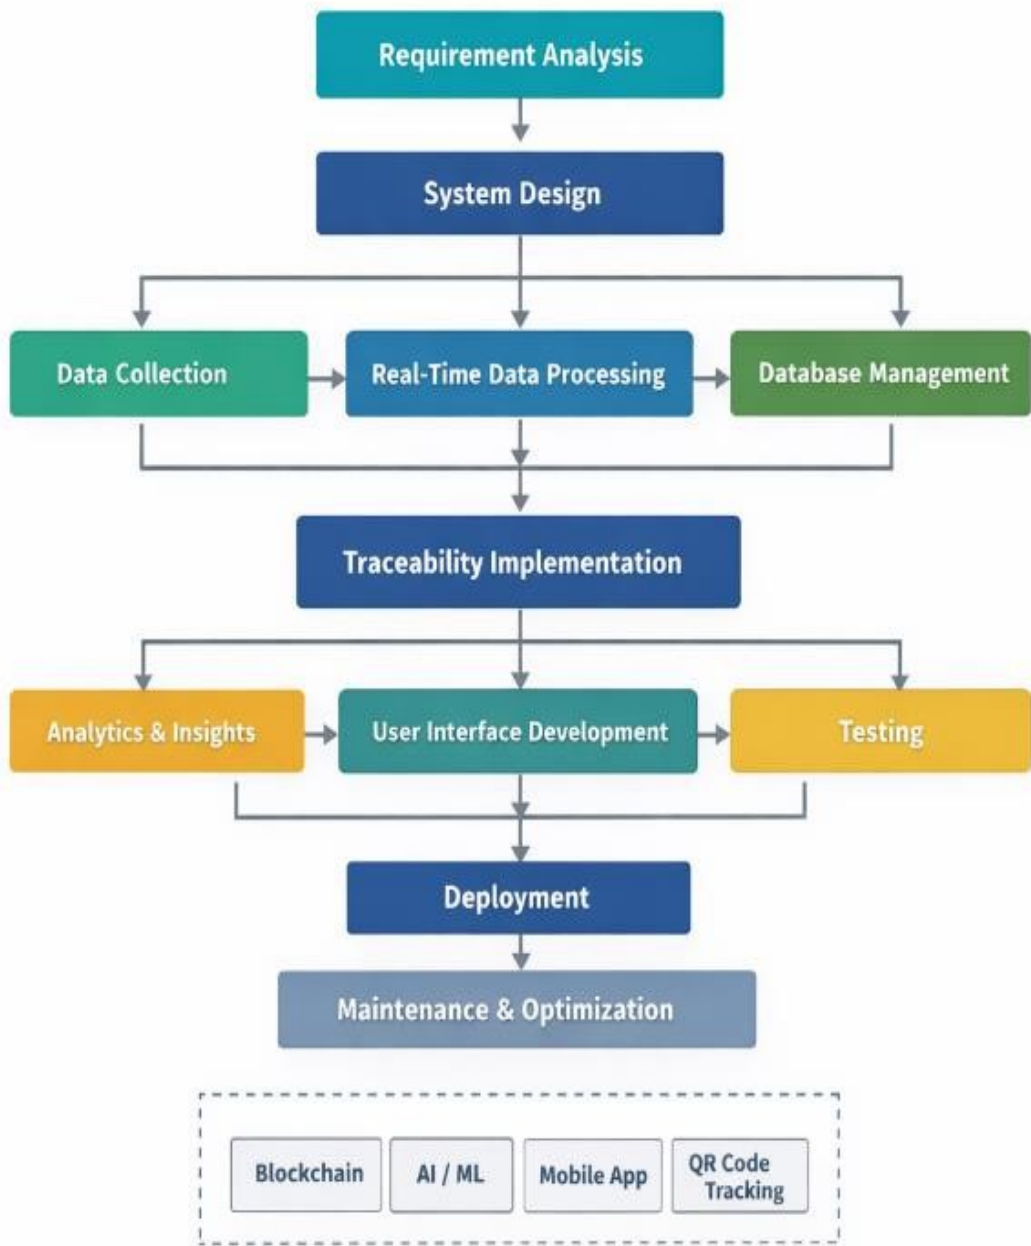 Requirement Analysis
System Design
Data Collection
Real-Time Data Processing
Database Management
Traceability Implementation
Analytics & Insights
User Interface Development
Testing
Deployment
Maintenance & Optimization
Blockchain
AI / ML
Mobile App
QR Code
Tracking